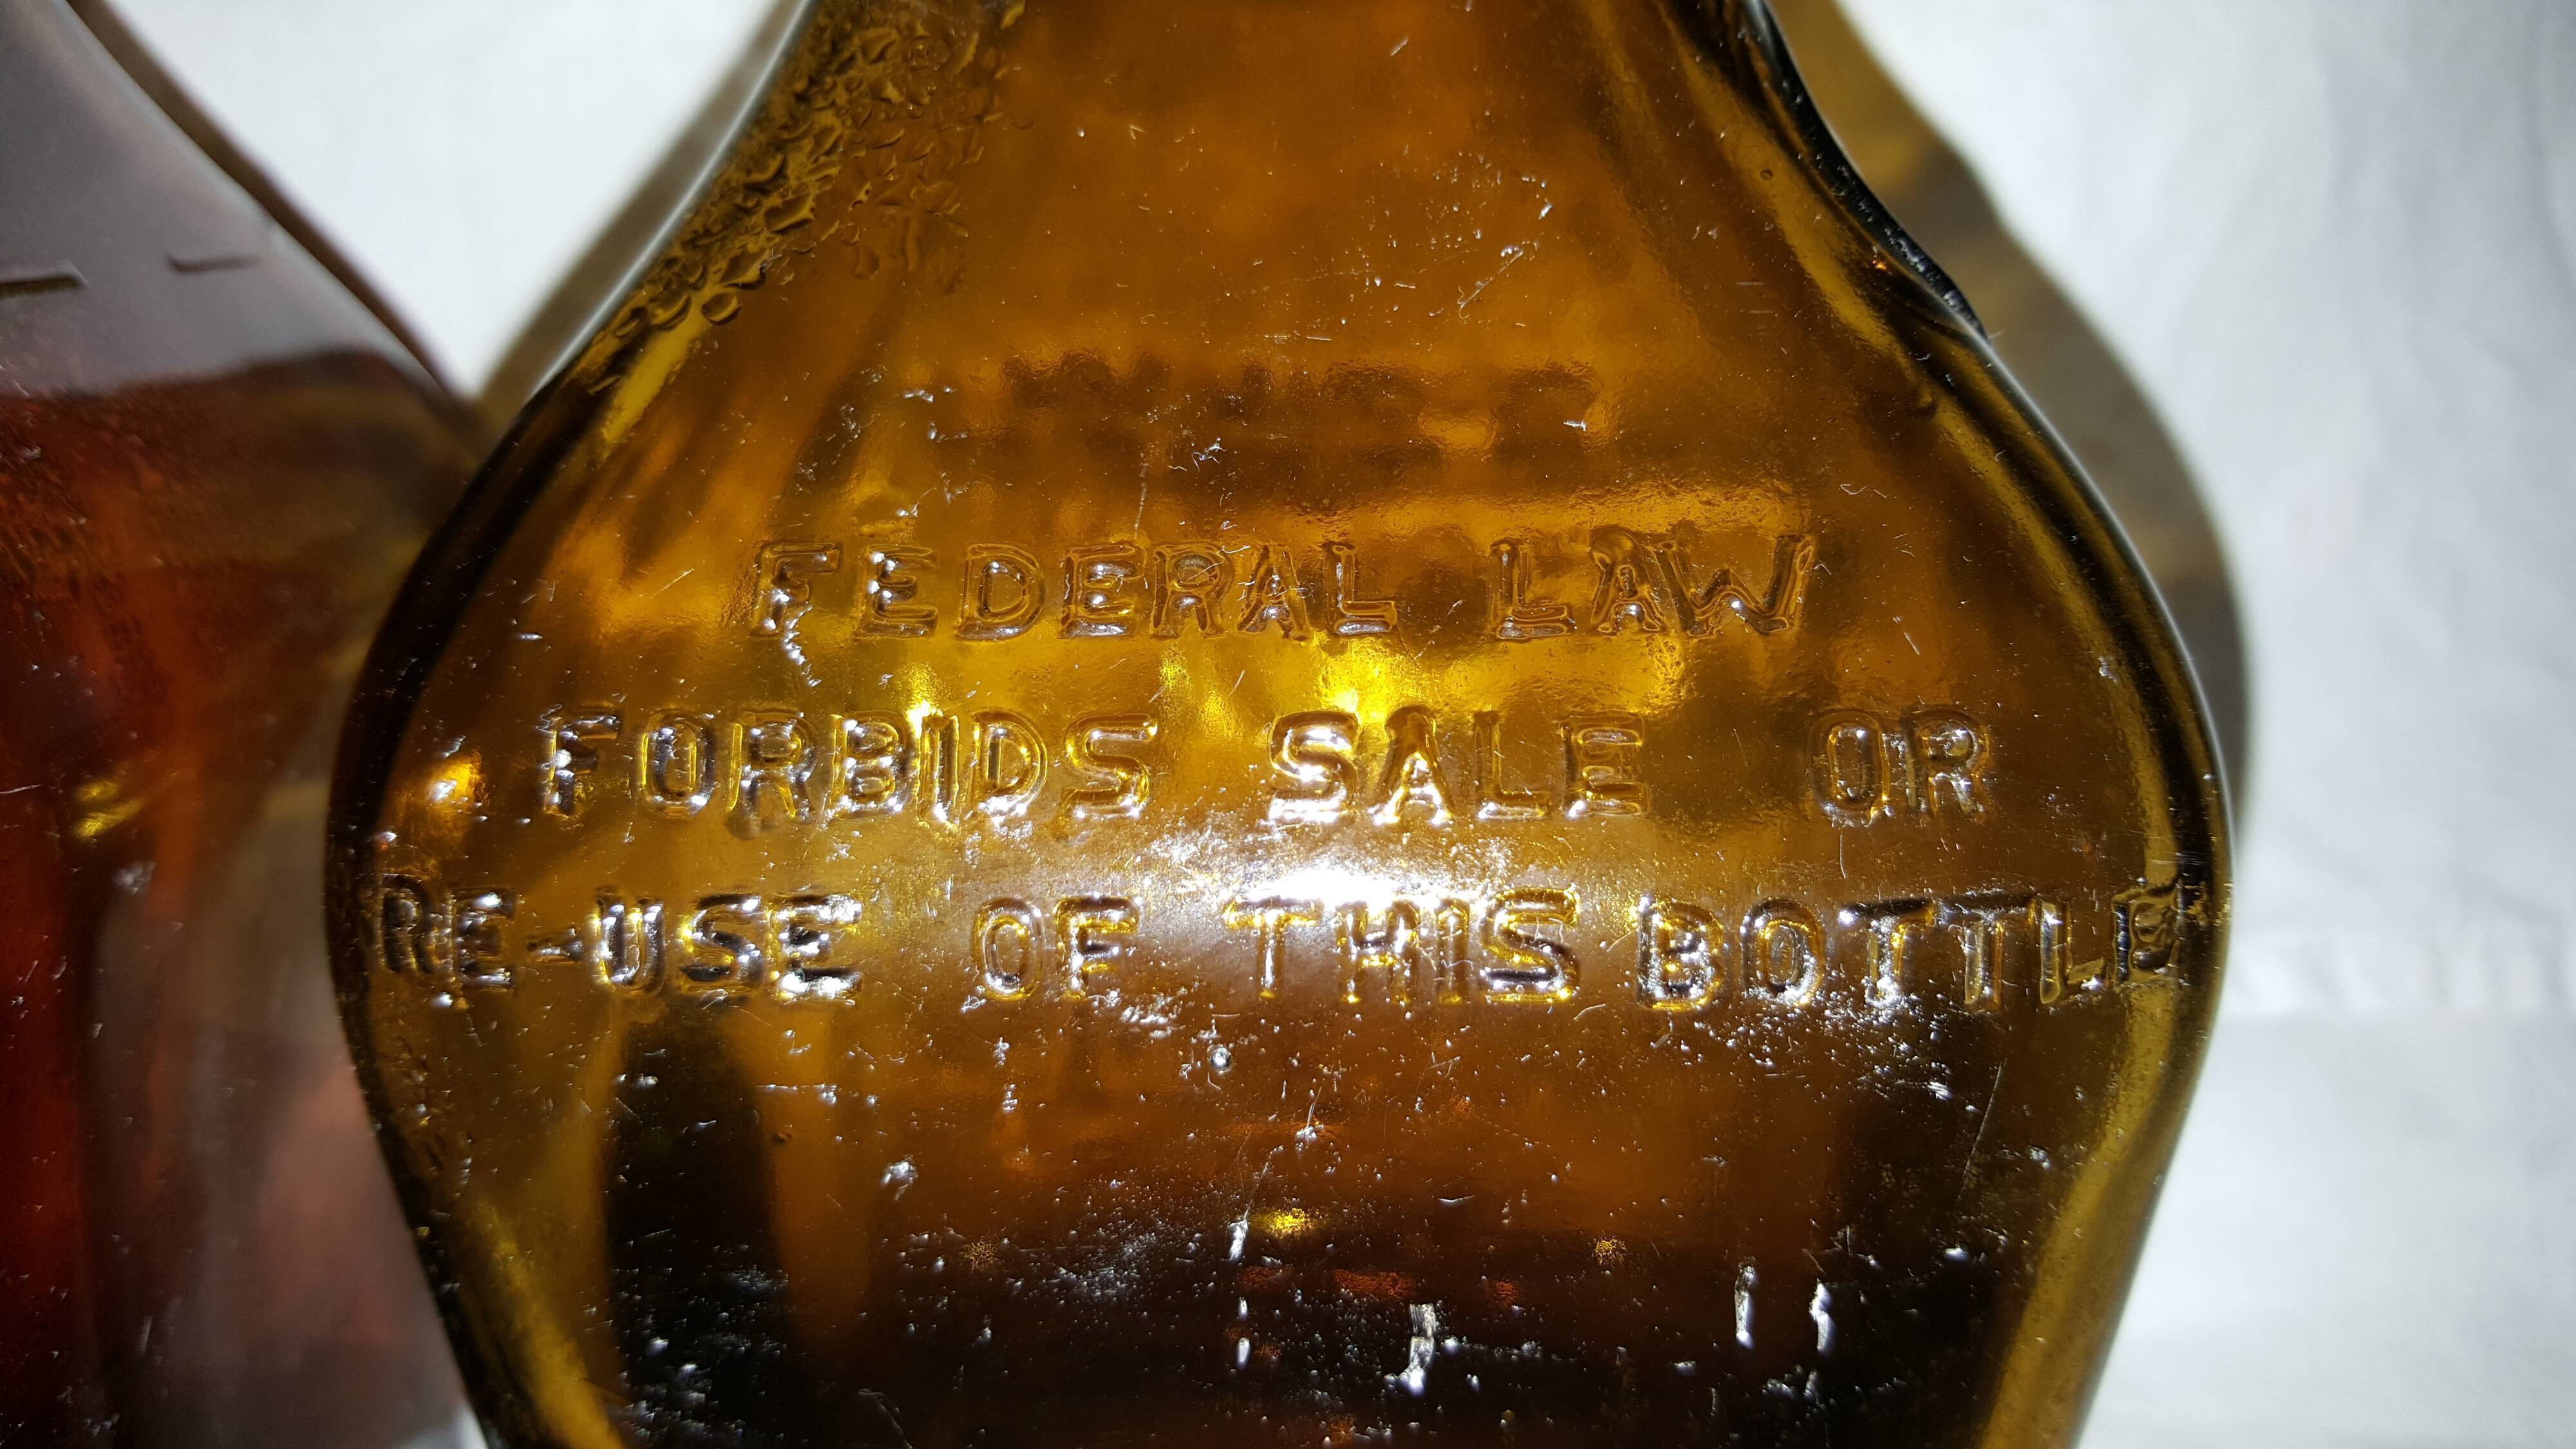 FEDERAL LAW
FORBIDS SALE OR
RE-USE OF THIS BOTTLE